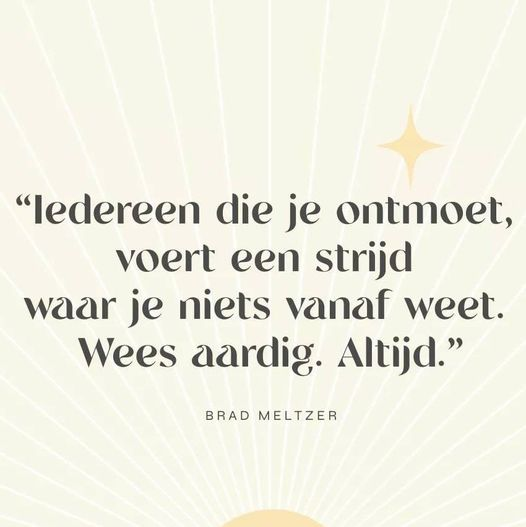 “Iedereen die je ontmoet,
voert een strijd
waar je niets vanaf weet.
Wees aardig. Altijd.”
BRAD MELTZER